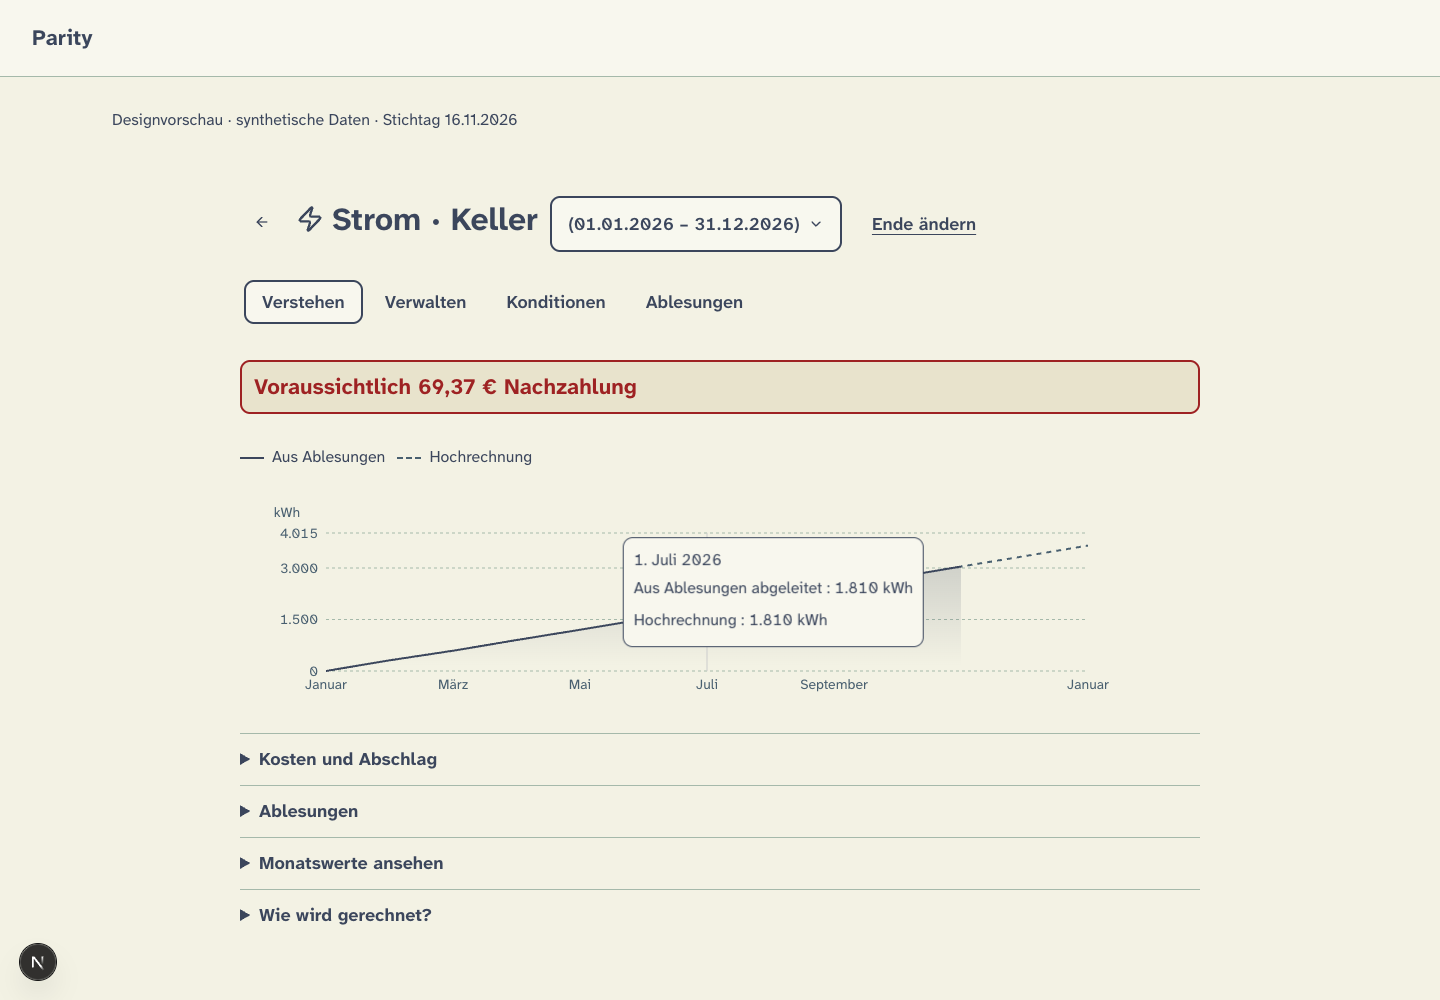 Parity
Designvorschau · synthetische Daten · Stichtag 16.11.2026
Strom · Keller (01.01.2026 – 31.12.2026) Ende ändern
Verstehen Verwalten Konditionen Ablesungen
Voraussichtlich 69,37 € Nachzahlung
Aus Ablesungen Hochrechnung
kWh
4.015
3.000
1.500
0
1. Juli 2026
Aus Ablesungen abgeleitet : 1.810 kWh
Hochrechnung : 1.810 kWh
Januar März Mai Juli September Januar
Kosten und Abschlag
Ablesungen
Monatswerte ansehen
Wie wird gerechnet?
N